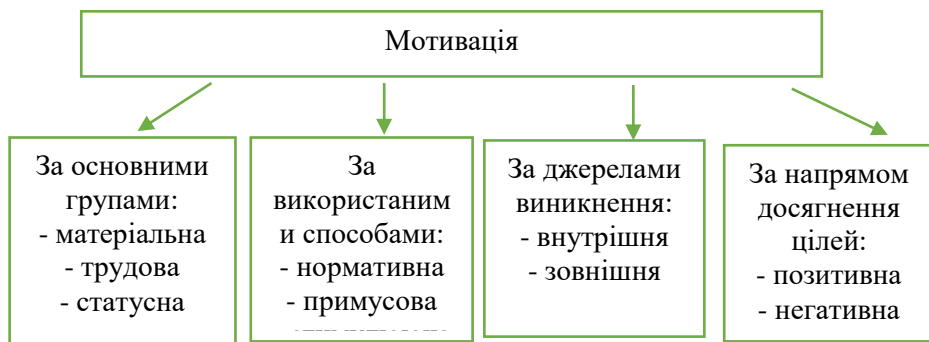 Мотивація
За основними
групами:
- матеріальна
- трудова
- статусна
За
використаним
и способами:
- нормативна
- примусова
За джерелами
виникнення:
- внутрішня
- зовнішня
За напрямом
досягнення
цілей:
- позитивна
- негативна